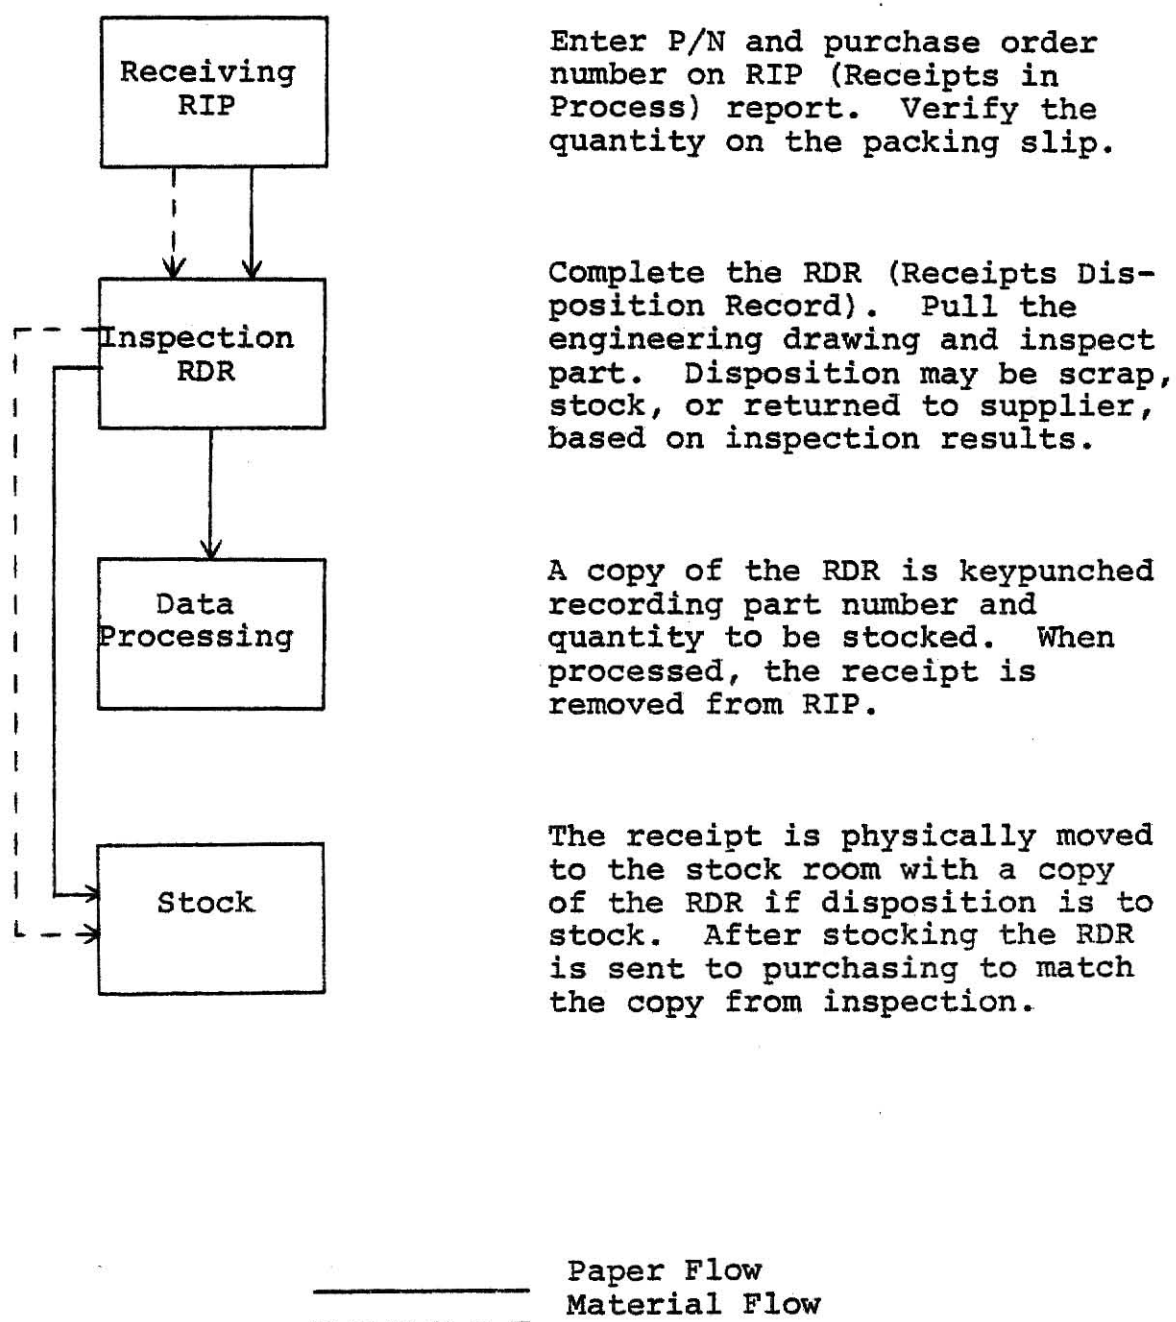 Receiving
RIP
Enter P/N and purchase order
number on RIP (Receipts in
Process) report. Verify the
quantity on the packing slip.
Inspection
RDR
Complete the RDR (Receipts Dis-
position Record). Pull the
engineering drawing and inspect
part. Disposition may be scrap,
stock, or returned to supplier,
based on inspection results.
Data
Processing
A copy of the RDR is keypunched
recording part number and
quantity to be stocked. When
processed, the receipt is
removed from RIP.
Stock
The receipt is physically moved
to the stock room with a copy
of the RDR if disposition is to
stock. After stocking the RDR
is sent to purchasing to match
the copy from inspection.
Paper Flow
Material Flow